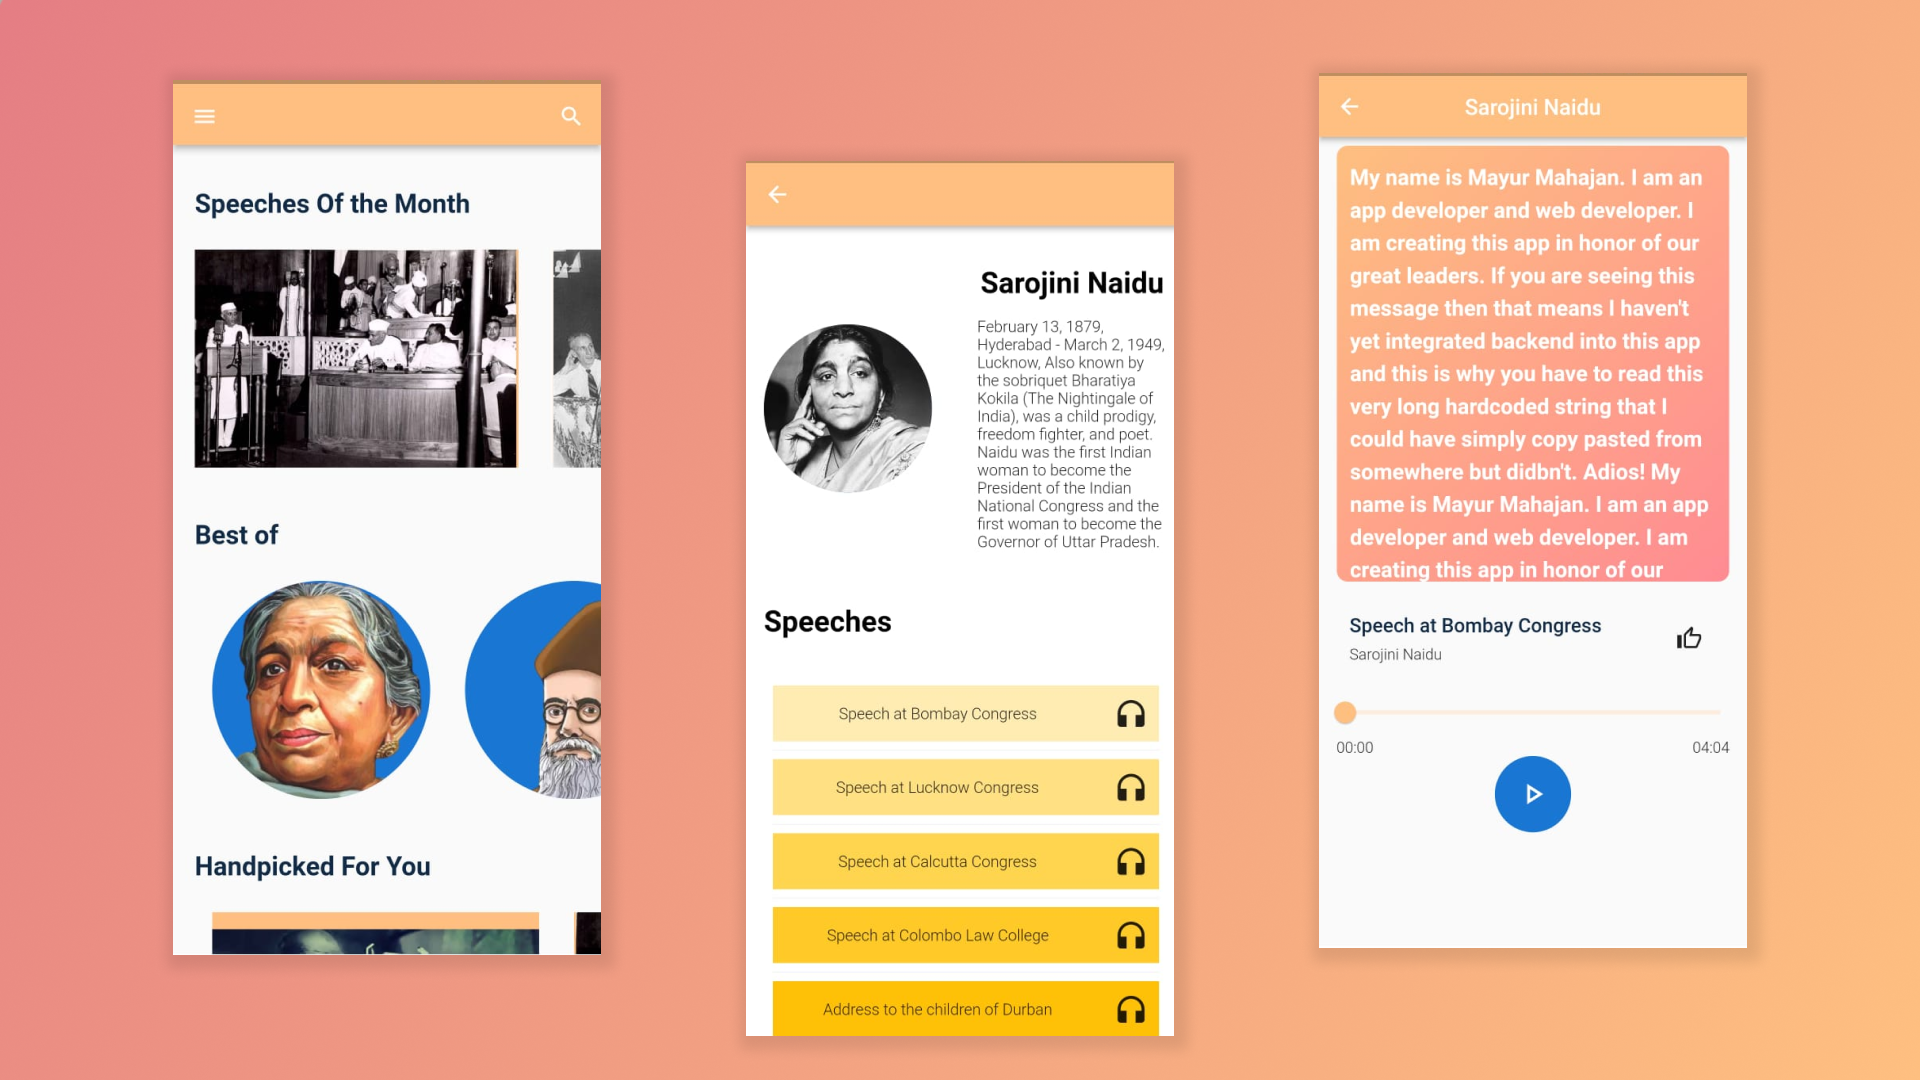 Speeches Of the Month
Best of
Handpicked For You
Sarojini Naidu
February 13, 1879,
Hyderabad - March 2, 1949,
Lucknow, Also known by
the sobriquet Bharatiya
Kokila (The Nightingale of
India), was a child prodigy,
freedom fighter, and poet.
Naidu was the first Indian
woman to become the
President of the Indian
National Congress and the
first woman to become the
Governor of Uttar Pradesh.
Speeches
Speech at Bombay Congress
Speech at Lucknow Congress
Speech at Calcutta Congress
Speech at Colombo Law College
Address to the children of Durban
Sarojini Naidu
My name is Mayur Mahajan. I am an
app developer and web developer. I
am creating this app in honor of our
great leaders. If you are seeing this
message then that means I haven't
yet integrated backend into this app
and this is why you have to read this
very long hardcoded string that I
could have simply copy pasted from
somewhere but didbn't. Adios! My
name is Mayur Mahajan. I am an app
developer and web developer. I am
creating this app in honor of our
Speech at Bombay Congress
Sarojini Naidu
00:00
04:04